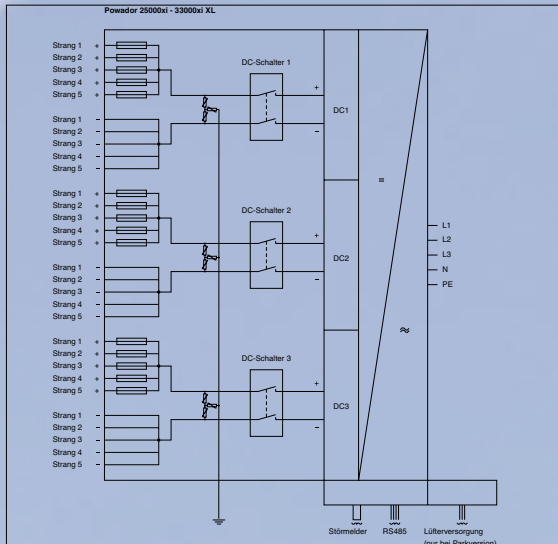 Powador 25000xi - 33000xi XL
Strang 1 +
Strang 2 +
Strang 3 +
Strang 4 +
Strang 5 +
Strang 1 −
Strang 2 −
Strang 3 −
Strang 4 −
Strang 5 −
DC-Schalter 1
+
−
DC1
Strang 1 +
Strang 2 +
Strang 3 +
Strang 4 +
Strang 5 +
Strang 1 −
Strang 2 −
Strang 3 −
Strang 4 −
Strang 5 −
DC-Schalter 2
+
−
DC2
Strang 1 +
Strang 2 +
Strang 3 +
Strang 4 +
Strang 5 +
Strang 1 −
Strang 2 −
Strang 3 −
Strang 4 −
Strang 5 −
DC-Schalter 3
+
−
DC3
=
≈
L1
L2
L3
N
PE
Störmelder
RS485
Lüfterversorgung
(nur bei Parkversion)